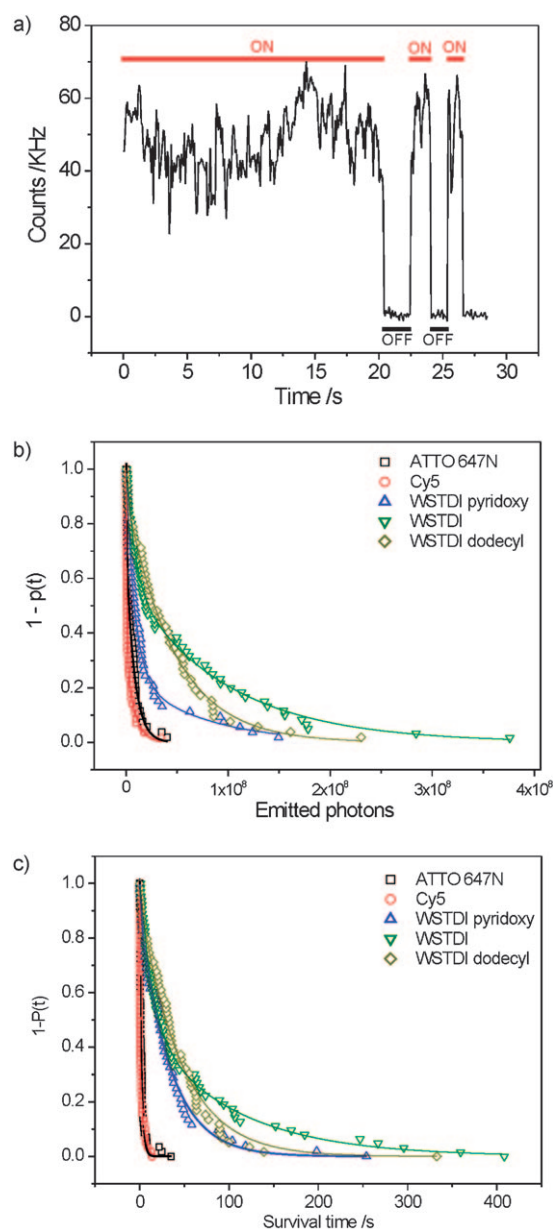 a)
80
60
40
20
0
Counts /KHz
ON
ON
ON
OFF
OFF
0 5 10 15 20 25 30
Time /s
b)
1.0
0.8
0.6
0.4
0.2
0.0
1 - p(t)
ATTO 647N
Cy5
WSTDI pyridoxy
WSTDI
WSTDI dodecyl
0 1x10⁸ 2x10⁸ 3x10⁸ 4x10⁸
Emitted photons
c)
1.0
0.8
0.6
0.4
0.2
0.0
1-P(t)
ATTO 647N
Cy5
WSTDI pyridoxy
WSTDI
WSTDI dodecyl
0 100 200 300 400
Survival time /s